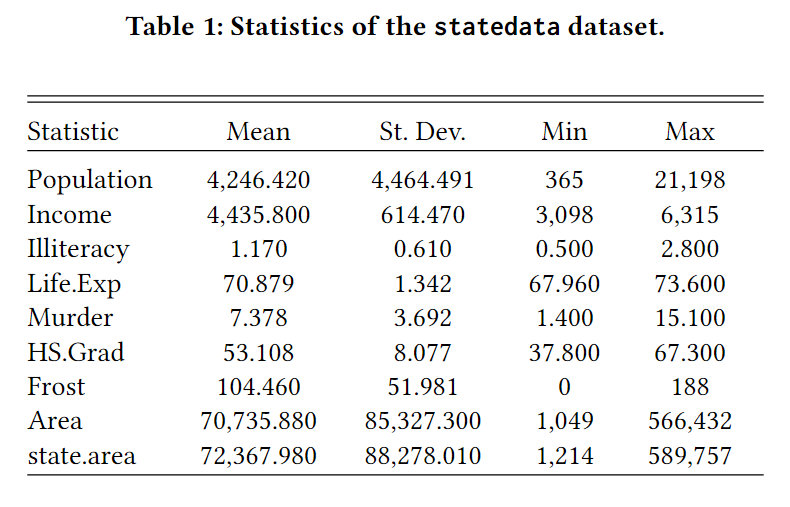 Table 1: Statistics of the statedata dataset.
Statistic Mean St. Dev. Min Max
Population 4,246.420 4,464.491 365 21,198
Income 4,435.800 614.470 3,098 6,315
Illiteracy 1.170 0.610 0.500 2.800
Life.Exp 70.879 1.342 67.960 73.600
Murder 7.378 3.692 1.400 15.100
HS.Grad 53.108 8.077 37.800 67.300
Frost 104.460 51.981 0 188
Area 70,735.880 85,327.300 1,049 566,432
state.area 72,367.980 88,278.010 1,214 589,757